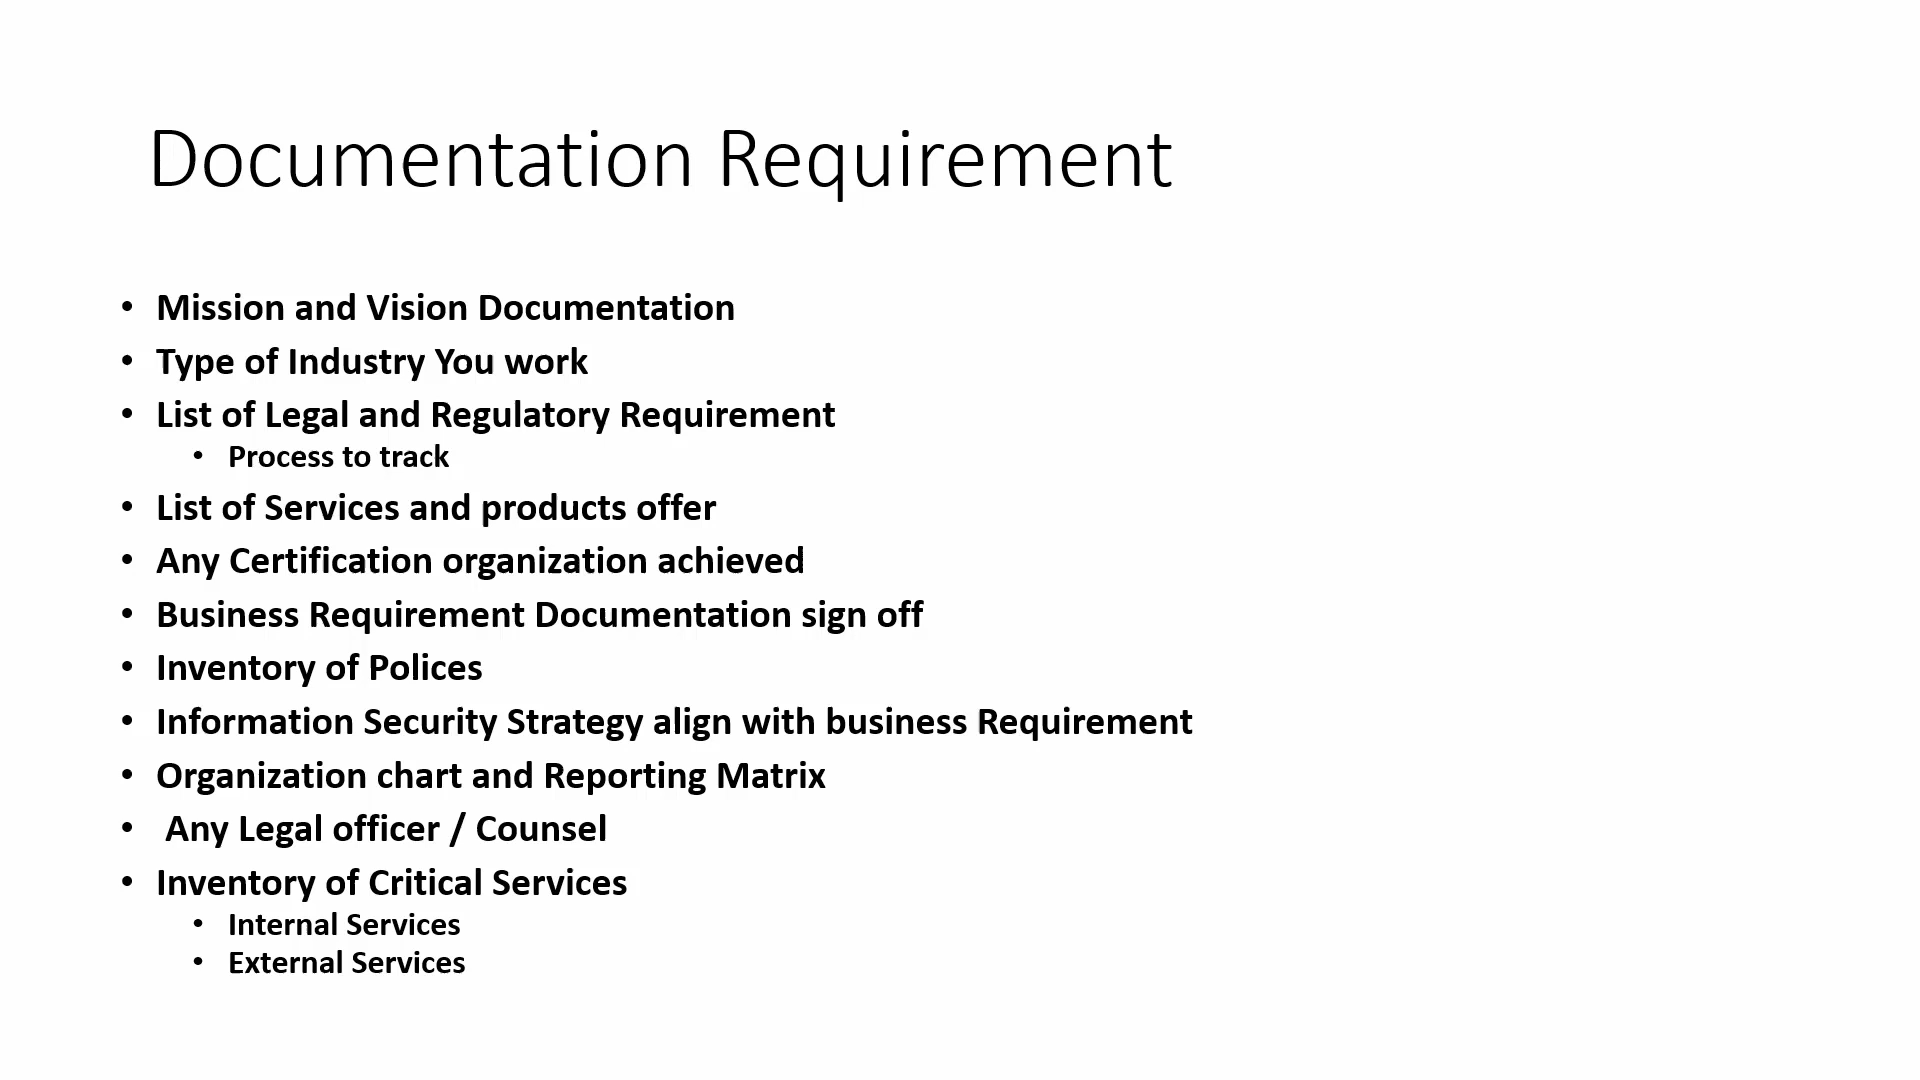 Documentation Requirement
• Mission and Vision Documentation
• Type of Industry You work
• List of Legal and Regulatory Requirement
• Process to track
• List of Services and products offer
• Any Certification organization achieved
• Business Requirement Documentation sign off
• Inventory of Polices
• Information Security Strategy align with business Requirement
• Organization chart and Reporting Matrix
• Any Legal officer / Counsel
• Inventory of Critical Services
• Internal Services
• External Services